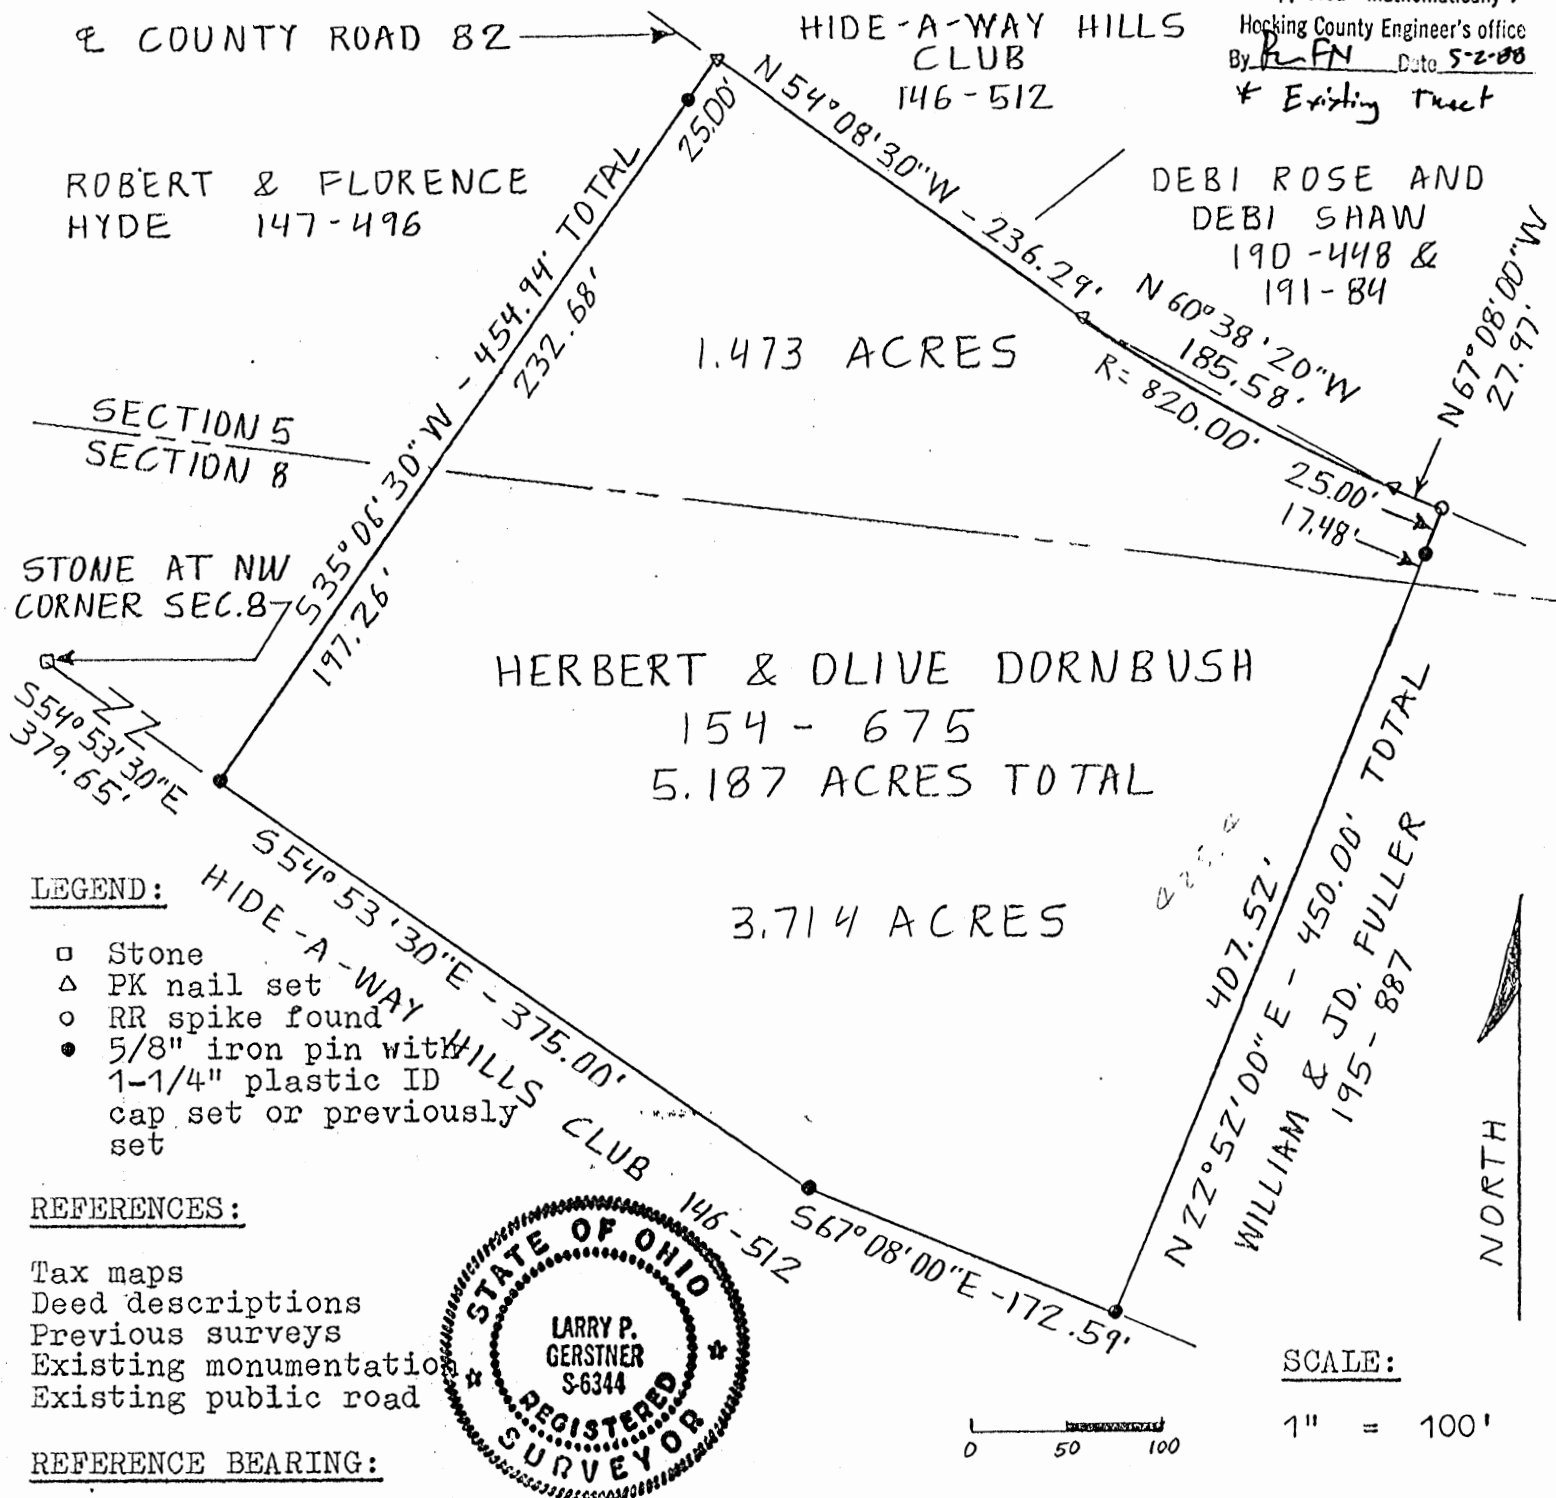 Hocking County Engineer's office
By Date 5-2-88
* Existing Tract
℄ COUNTY ROAD 82
HIDE-A-WAY HILLS
CLUB
146-512
ROBERT & FLORENCE
HYDE 147-496
DEBI ROSE AND
DEBI SHAW
190-448 &
191-84
25.00'
N 54°08'30"W - 236.29'
N 60°38'20"W
185.58'
R= 820.00'
N 67°08'00"W
27.97'
25.00'
17.48'
S 35°06'30"W - 454.94' TOTAL
232.68'
197.26'
1.473 ACRES
SECTION 5
SECTION 8
STONE AT NW
CORNER SEC.8
S54°53'30"E
379.65'
HERBERT & OLIVE DORNBUSH
154 - 675
5.187 ACRES TOTAL
3.714 ACRES
407.52'
N 22°52'00"E - 450.00' TOTAL
WILLIAM & JD. FULLER
195-887
S 54°53'30"E - 375.00'
HIDE-A-WAY HILLS CLUB 146-512
S67°08'00"E - 172.59'
LEGEND:
□ Stone
△ PK nail set
○ RR spike found
● 5/8" iron pin with
1-1/4" plastic ID
cap set or previously
set
REFERENCES:
Tax maps
Deed descriptions
Previous surveys
Existing monumentation
Existing public road
REFERENCE BEARING:
STATE OF OHIO
LARRY P.
GERSTNER
S-6344
REGISTERED
SURVEYOR
NORTH
SCALE:
1" = 100'
0 50 100